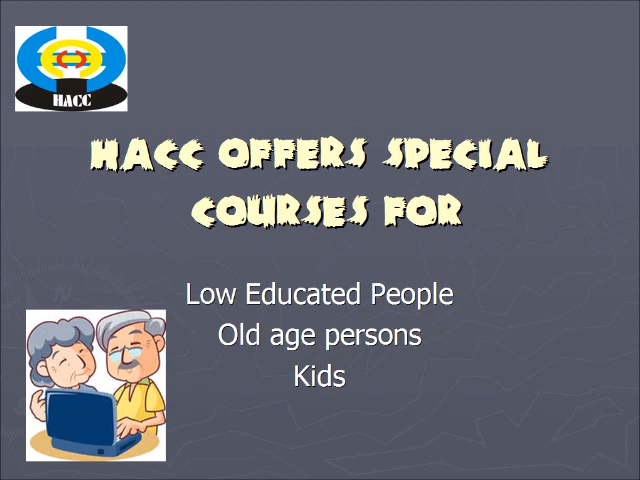 HACC
HACC OFFERS SPECIAL
COURSES FOR
Low Educated People
Old age persons
Kids